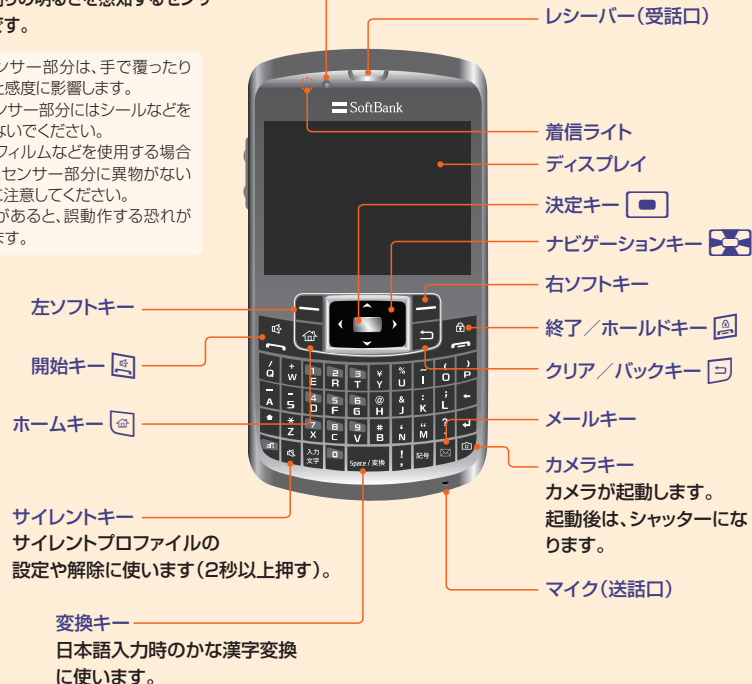 周りの明るさを感知するセンサ
です。
ンサー部分は、手で覆ったり
と感度に影響します。
ンサー部分にはシールなどを
ないでください。
フィルムなどを使用する場合
センサー部分に異物がない
に注意してください。
があると、誤動作する恐れが
ます。
レシーバー（受話口）
着信ライト
ディスプレイ
決定キー
ナビゲーションキー
右ソフトキー
終了／ホールドキー
クリア／バックキー
メールキー
カメラキー
カメラが起動します。
起動後は、シャッターにな
ります。
マイク（送話口）
左ソフトキー
開始キー
ホームキー
サイレントキー
サイレントプロファイルの
設定や解除に使います（2秒以上押す）。
変換キー
日本語入力時のかな漢字変換
に使います。
SoftBank
/ + 1 2 3 ¥ % ~ ( )
Q W E R T Y U I O P
- - 4 5 6 @ & : ;
A S D F G H J K L
* 7 8 9 # ‘ “ ?
Z X C V B N M .
入力 0 ! 記号
文字 Space / 変換 ,